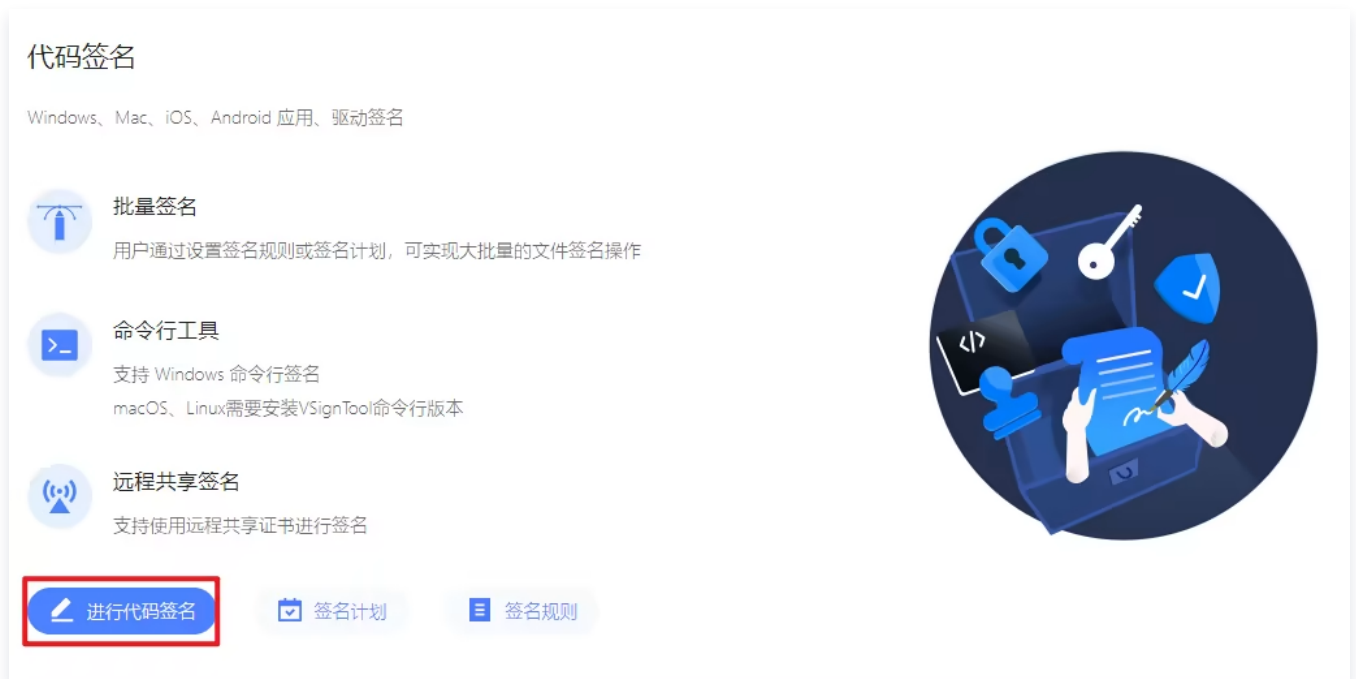 代码签名
Windows、Mac、iOS、Android 应用、驱动签名
批量签名
用户通过设置签名规则或签名计划，可实现大批量的文件签名操作
命令行工具
支持 Windows 命令行签名
macOS、Linux需要安装VSignTool命令行版本
远程共享签名
支持使用远程共享证书进行签名
进行代码签名 签名计划 签名规则